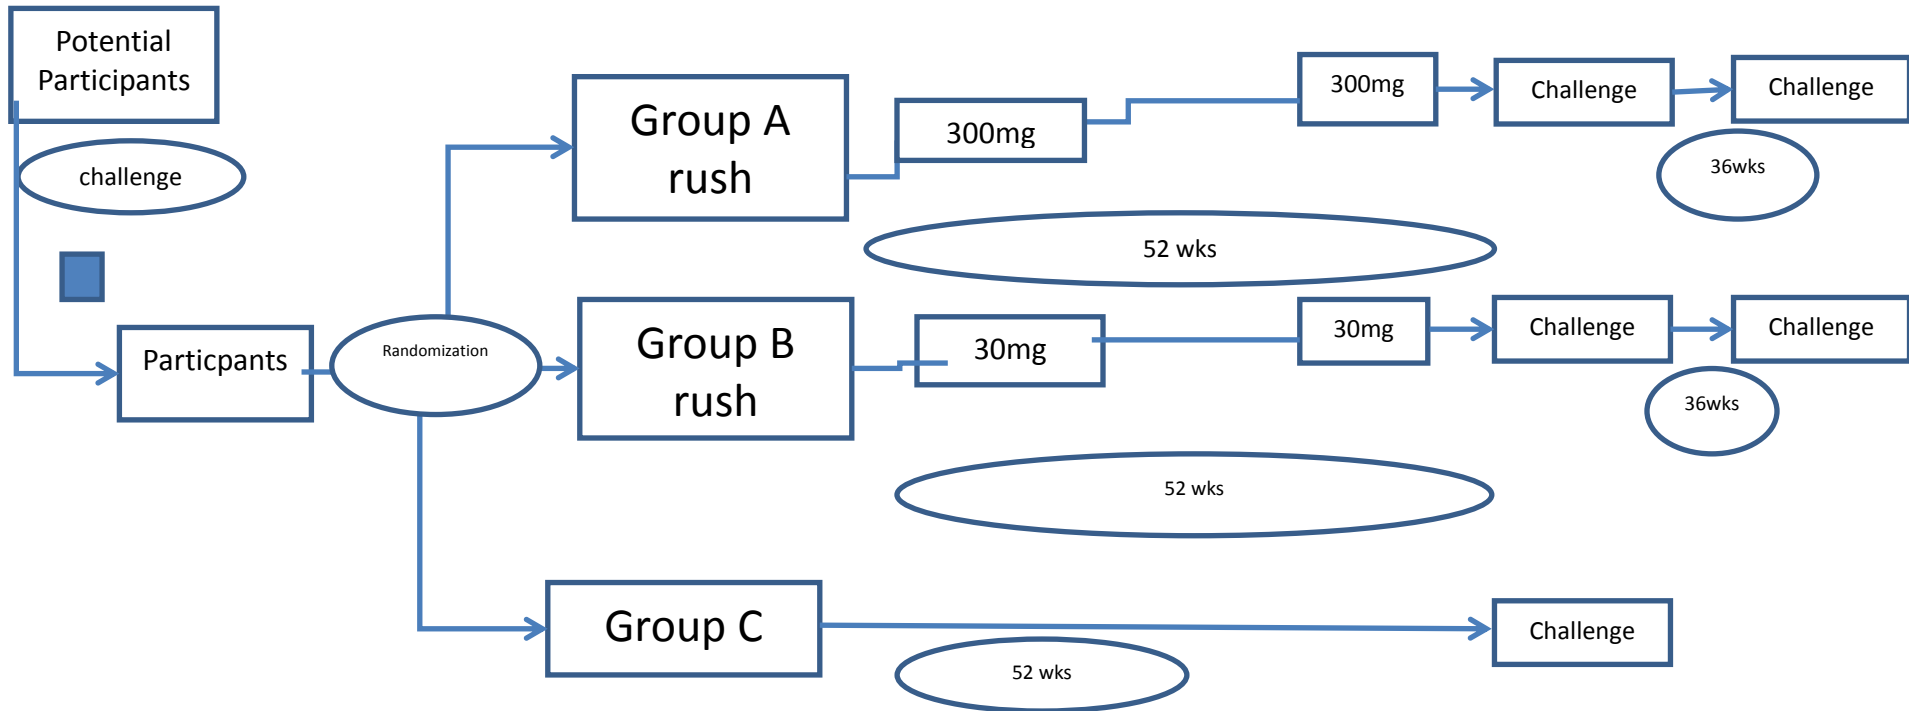 Potential
Participants
challenge
Particpants
Randomization
Group A
rush
300mg
300mg
Challenge
Challenge
36wks
52 wks
Group B
rush
30mg
30mg
Challenge
Challenge
36wks
52 wks
Group C
Challenge
52 wks